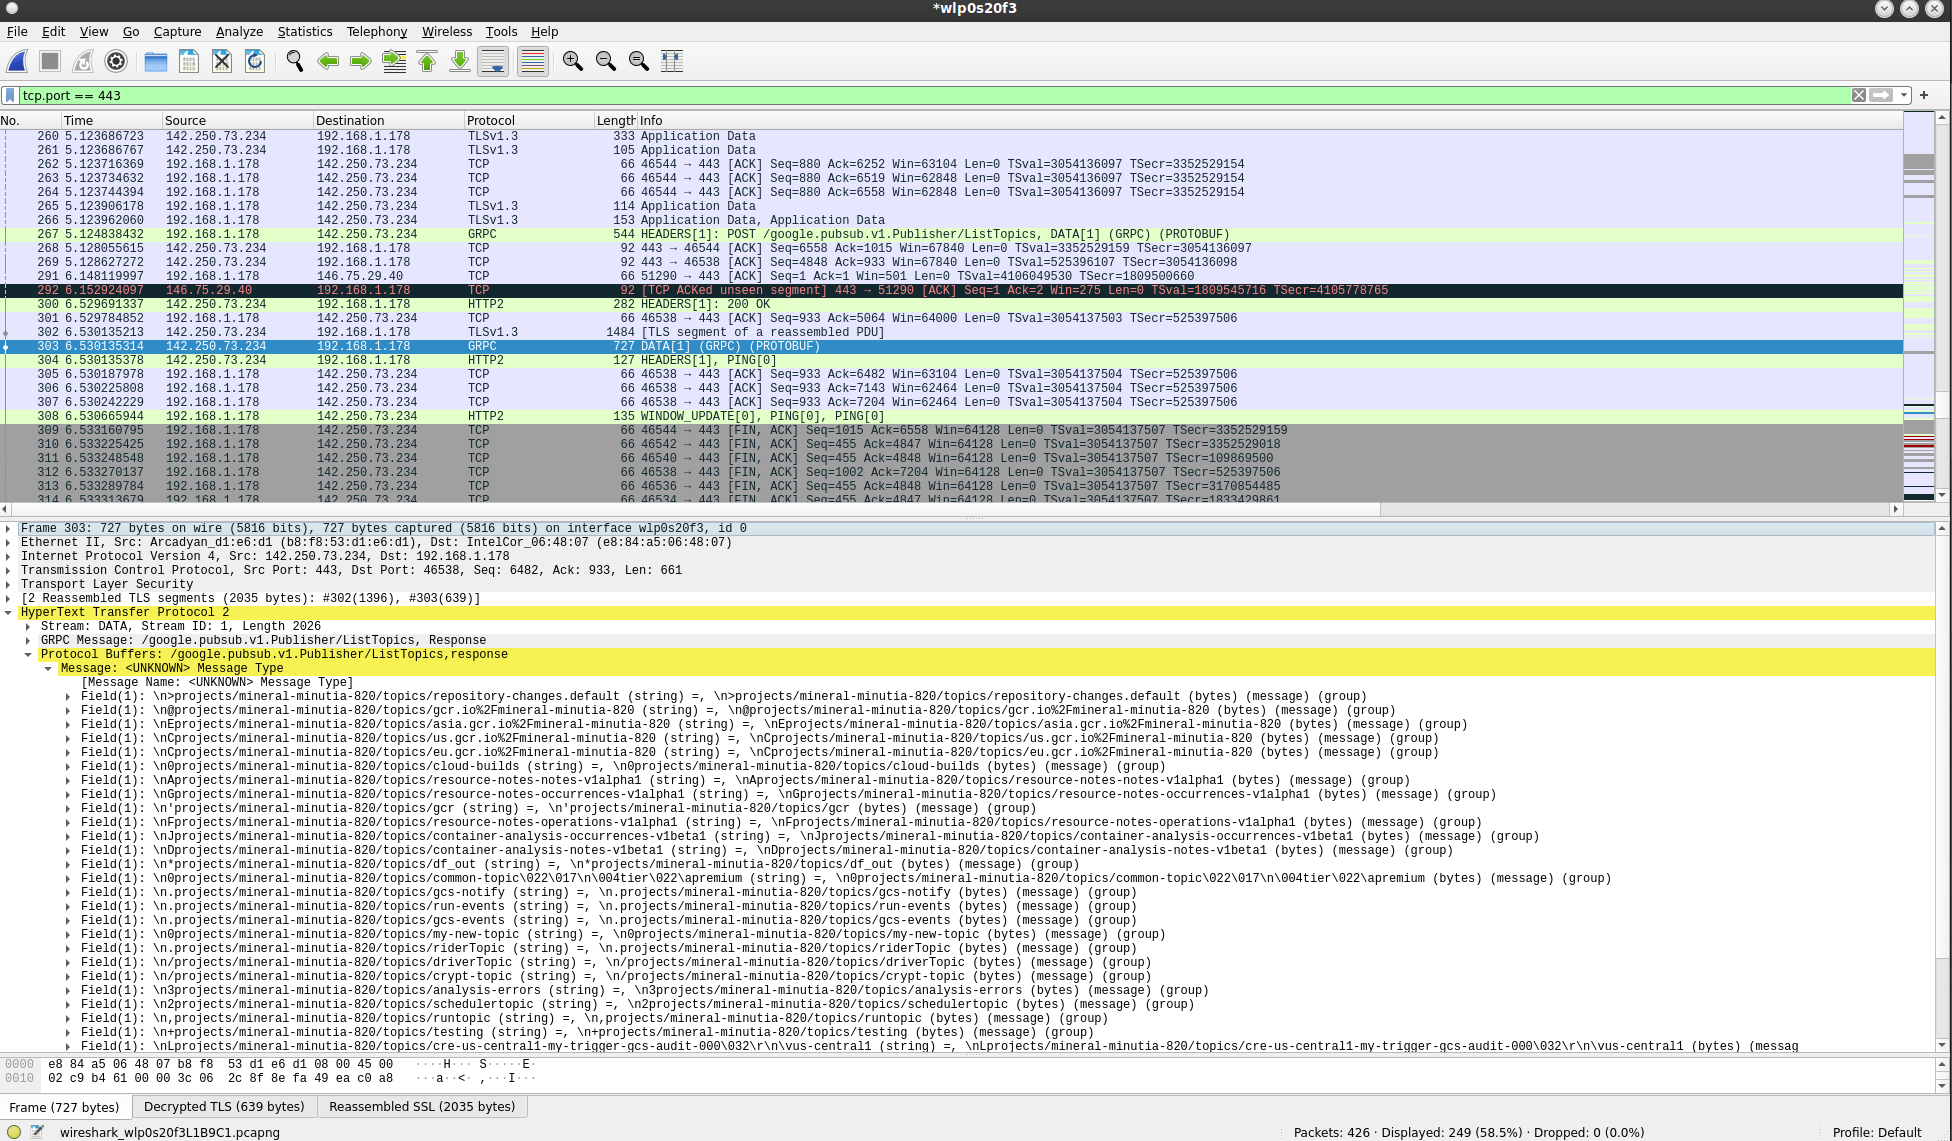 *wlp0s20f3
File Edit View Go Capture Analyze Statistics Telephony Wireless Tools Help
tcp.port == 443
No. Time Source Destination Protocol Length Info
260 5.123686723 142.250.73.234 192.168.1.178 TLSv1.3 333 Application Data
261 5.123686767 142.250.73.234 192.168.1.178 TLSv1.3 105 Application Data
262 5.123716369 192.168.1.178 142.250.73.234 TCP 66 46544 → 443 [ACK] Seq=880 Ack=6252 Win=63104 Len=0 TSval=3054136097 TSecr=3352529154
263 5.123734632 192.168.1.178 142.250.73.234 TCP 66 46544 → 443 [ACK] Seq=880 Ack=6519 Win=62848 Len=0 TSval=3054136097 TSecr=3352529154
264 5.123744394 192.168.1.178 142.250.73.234 TCP 66 46544 → 443 [ACK] Seq=880 Ack=6558 Win=62848 Len=0 TSval=3054136097 TSecr=3352529154
265 5.123906178 192.168.1.178 142.250.73.234 TLSv1.3 114 Application Data
266 5.123962060 192.168.1.178 142.250.73.234 TLSv1.3 153 Application Data, Application Data
267 5.124838432 192.168.1.178 142.250.73.234 GRPC 544 HEADERS[1]: POST /google.pubsub.v1.Publisher/ListTopics, DATA[1] (GRPC) (PROTOBUF)
268 5.128055615 142.250.73.234 192.168.1.178 TCP 92 443 → 46544 [ACK] Seq=6558 Ack=1015 Win=67840 Len=0 TSval=3352529159 TSecr=3054136097
269 5.128627272 142.250.73.234 192.168.1.178 TCP 92 443 → 46538 [ACK] Seq=4848 Ack=933 Win=67840 Len=0 TSval=525396107 TSecr=3054136098
291 6.148119997 192.168.1.178 146.75.29.40 TCP 66 51290 → 443 [ACK] Seq=1 Ack=1 Win=501 Len=0 TSval=4106049530 TSecr=1809500660
292 6.152924097 146.75.29.40 192.168.1.178 TCP 92 [TCP ACKed unseen segment] 443 → 51290 [ACK] Seq=1 Ack=2 Win=275 Len=0 TSval=1809545716 TSecr=4105778765
300 6.529691337 142.250.73.234 192.168.1.178 HTTP2 282 HEADERS[1]: 200 OK
301 6.529784852 192.168.1.178 142.250.73.234 TCP 66 46538 → 443 [ACK] Seq=933 Ack=5064 Win=64000 Len=0 TSval=3054137503 TSecr=525397506
302 6.530135213 142.250.73.234 192.168.1.178 TLSv1.3 1484 [TLS segment of a reassembled PDU]
303 6.530135314 142.250.73.234 192.168.1.178 GRPC 727 DATA[1] (GRPC) (PROTOBUF)
304 6.530135378 142.250.73.234 192.168.1.178 HTTP2 127 HEADERS[1], PING[0]
305 6.530187978 192.168.1.178 142.250.73.234 TCP 66 46538 → 443 [ACK] Seq=933 Ack=6482 Win=63104 Len=0 TSval=3054137504 TSecr=525397506
306 6.530225808 192.168.1.178 142.250.73.234 TCP 66 46538 → 443 [ACK] Seq=933 Ack=7143 Win=62464 Len=0 TSval=3054137504 TSecr=525397506
307 6.530242229 192.168.1.178 142.250.73.234 TCP 66 46538 → 443 [ACK] Seq=933 Ack=7204 Win=62464 Len=0 TSval=3054137504 TSecr=525397506
308 6.530665944 192.168.1.178 142.250.73.234 HTTP2 135 WINDOW_UPDATE[0], PING[0], PING[0]
309 6.533160795 192.168.1.178 142.250.73.234 TCP 66 46544 → 443 [FIN, ACK] Seq=1015 Ack=6558 Win=64128 Len=0 TSval=3054137507 TSecr=3352529159
310 6.533225425 192.168.1.178 142.250.73.234 TCP 66 46542 → 443 [FIN, ACK] Seq=455 Ack=4847 Win=64128 Len=0 TSval=3054137507 TSecr=3352529018
311 6.533248548 192.168.1.178 142.250.73.234 TCP 66 46540 → 443 [FIN, ACK] Seq=455 Ack=4848 Win=64128 Len=0 TSval=3054137507 TSecr=109869500
312 6.533270137 192.168.1.178 142.250.73.234 TCP 66 46538 → 443 [FIN, ACK] Seq=1002 Ack=7204 Win=64128 Len=0 TSval=3054137507 TSecr=525397506
313 6.533289784 192.168.1.178 142.250.73.234 TCP 66 46536 → 443 [FIN, ACK] Seq=455 Ack=4848 Win=64128 Len=0 TSval=3054137507 TSecr=3170854485
314 6.533313679 192.168.1.178 142.250.73.234 TCP 66 46534 → 443 [FIN, ACK] Seq=455 Ack=4847 Win=64128 Len=0 TSval=3054137507 TSecr=1833429861
Frame 303: 727 bytes on wire (5816 bits), 727 bytes captured (5816 bits) on interface wlp0s20f3, id 0
Ethernet II, Src: Arcadyan_d1:e6:d1 (b8:f8:53:d1:e6:d1), Dst: IntelCor_06:48:07 (e8:84:a5:06:48:07)
Internet Protocol Version 4, Src: 142.250.73.234, Dst: 192.168.1.178
Transmission Control Protocol, Src Port: 443, Dst Port: 46538, Seq: 6482, Ack: 933, Len: 661
Transport Layer Security
[2 Reassembled TLS segments (2035 bytes): #302(1396), #303(639)]
HyperText Transfer Protocol 2
Stream: DATA, Stream ID: 1, Length 2026
GRPC Message: /google.pubsub.v1.Publisher/ListTopics, Response
Protocol Buffers: /google.pubsub.v1.Publisher/ListTopics,response
Message: <UNKNOWN> Message Type
[Message Name: <UNKNOWN> Message Type]
Field(1): \n>projects/mineral-minutia-820/topics/repository-changes.default (string) =, \n>projects/mineral-minutia-820/topics/repository-changes.default (bytes) (message) (group)
Field(1): \n@projects/mineral-minutia-820/topics/gcr.io%2Fmineral-minutia-820 (string) =, \n@projects/mineral-minutia-820/topics/gcr.io%2Fmineral-minutia-820 (bytes) (message) (group)
Field(1): \nEprojects/mineral-minutia-820/topics/asia.gcr.io%2Fmineral-minutia-820 (string) =, \nEprojects/mineral-minutia-820/topics/asia.gcr.io%2Fmineral-minutia-820 (bytes) (message) (group)
Field(1): \nCprojects/mineral-minutia-820/topics/us.gcr.io%2Fmineral-minutia-820 (string) =, \nCprojects/mineral-minutia-820/topics/us.gcr.io%2Fmineral-minutia-820 (bytes) (message) (group)
Field(1): \nCprojects/mineral-minutia-820/topics/eu.gcr.io%2Fmineral-minutia-820 (string) =, \nCprojects/mineral-minutia-820/topics/eu.gcr.io%2Fmineral-minutia-820 (bytes) (message) (group)
Field(1): \n0projects/mineral-minutia-820/topics/cloud-builds (string) =, \n0projects/mineral-minutia-820/topics/cloud-builds (bytes) (message) (group)
Field(1): \nAprojects/mineral-minutia-820/topics/resource-notes-notes-v1alpha1 (string) =, \nAprojects/mineral-minutia-820/topics/resource-notes-notes-v1alpha1 (bytes) (message) (group)
Field(1): \nGprojects/mineral-minutia-820/topics/resource-notes-occurrences-v1alpha1 (string) =, \nGprojects/mineral-minutia-820/topics/resource-notes-occurrences-v1alpha1 (bytes) (message) (group)
Field(1): \n'projects/mineral-minutia-820/topics/gcr (string) =, \n'projects/mineral-minutia-820/topics/gcr (bytes) (message) (group)
Field(1): \nFprojects/mineral-minutia-820/topics/resource-notes-operations-v1alpha1 (string) =, \nFprojects/mineral-minutia-820/topics/resource-notes-operations-v1alpha1 (bytes) (message) (group)
Field(1): \nJprojects/mineral-minutia-820/topics/container-analysis-occurrences-v1beta1 (string) =, \nJprojects/mineral-minutia-820/topics/container-analysis-occurrences-v1beta1 (bytes) (message) (group)
Field(1): \nDprojects/mineral-minutia-820/topics/container-analysis-notes-v1beta1 (string) =, \nDprojects/mineral-minutia-820/topics/container-analysis-notes-v1beta1 (bytes) (message) (group)
Field(1): \n*projects/mineral-minutia-820/topics/df_out (string) =, \n*projects/mineral-minutia-820/topics/df_out (bytes) (message) (group)
Field(1): \n0projects/mineral-minutia-820/topics/common-topic\022\017\n\004tier\022\apremium (string) =, \n0projects/mineral-minutia-820/topics/common-topic\022\017\n\004tier\022\apremium (bytes) (message) (group)
Field(1): \n.projects/mineral-minutia-820/topics/gcs-notify (string) =, \n.projects/mineral-minutia-820/topics/gcs-notify (bytes) (message) (group)
Field(1): \n.projects/mineral-minutia-820/topics/run-events (string) =, \n.projects/mineral-minutia-820/topics/run-events (bytes) (message) (group)
Field(1): \n.projects/mineral-minutia-820/topics/gcs-events (string) =, \n.projects/mineral-minutia-820/topics/gcs-events (bytes) (message) (group)
Field(1): \n0projects/mineral-minutia-820/topics/my-new-topic (string) =, \n0projects/mineral-minutia-820/topics/my-new-topic (bytes) (message) (group)
Field(1): \n.projects/mineral-minutia-820/topics/riderTopic (string) =, \n.projects/mineral-minutia-820/topics/riderTopic (bytes) (message) (group)
Field(1): \n/projects/mineral-minutia-820/topics/driverTopic (string) =, \n/projects/mineral-minutia-820/topics/driverTopic (bytes) (message) (group)
Field(1): \n/projects/mineral-minutia-820/topics/crypt-topic (string) =, \n/projects/mineral-minutia-820/topics/crypt-topic (bytes) (message) (group)
Field(1): \n3projects/mineral-minutia-820/topics/analysis-errors (string) =, \n3projects/mineral-minutia-820/topics/analysis-errors (bytes) (message) (group)
Field(1): \n2projects/mineral-minutia-820/topics/schedulertopic (string) =, \n2projects/mineral-minutia-820/topics/schedulertopic (bytes) (message) (group)
Field(1): \n,projects/mineral-minutia-820/topics/runtopic (string) =, \n,projects/mineral-minutia-820/topics/runtopic (bytes) (message) (group)
Field(1): \n+projects/mineral-minutia-820/topics/testing (string) =, \n+projects/mineral-minutia-820/topics/testing (bytes) (message) (group)
Field(1): \nLprojects/mineral-minutia-820/topics/cre-us-central1-my-trigger-gcs-audit-000\032\r\n\vus-central1 (string) =, \nLprojects/mineral-minutia-820/topics/cre-us-central1-my-trigger-gcs-audit-000\032\r\n\vus-central1 (bytes) (messag
0000 e8 84 a5 06 48 07 b8 f8 53 d1 e6 d1 08 00 45 00 ····H··· S·····E·
0010 02 c9 b4 61 00 00 3c 06 2c 8f 8e fa 49 ea c0 a8 ···a··<· ,···I···
Frame (727 bytes) Decrypted TLS (639 bytes) Reassembled SSL (2035 bytes)
wireshark_wlp0s20f3L1B9C1.pcapng Packets: 426 · Displayed: 249 (58.5%) · Dropped: 0 (0.0%) Profile: Default